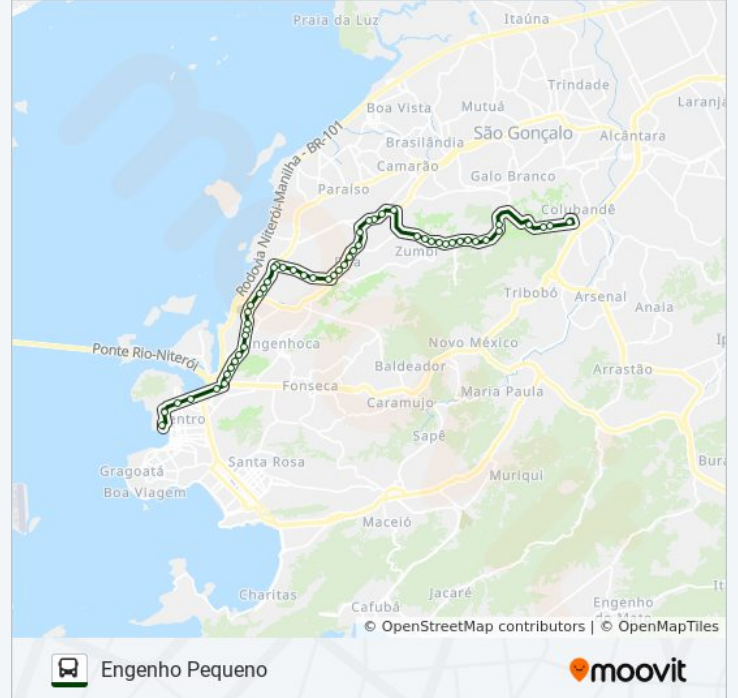 Praia da Luz
Itaúna
Trindade
Laranja
Boa Vista
Mutuá
São Gonçalo
Alcântara
Brasilândia
Camarão
Galo Branco
Paraíso
Colubandê
Rodovia Niterói-Manilha - BR-101
Zumbi
Tribobó
Arsenal
Anaia
Engenhoca
Novo México
Ponte Rio-Niterói
Baldeador
Arrastão
Fonseca
Maria Paula
Caramujo
Centro
Sapê
Santa Rosa
Gragoatá
Muriqui
Boa Viagem
Maceió
Charitas
Jacaré
Cafubá
Engenho
do Mato
© OpenStreetMap contributors | © OpenMapTiles
Engenho Pequeno
moovit